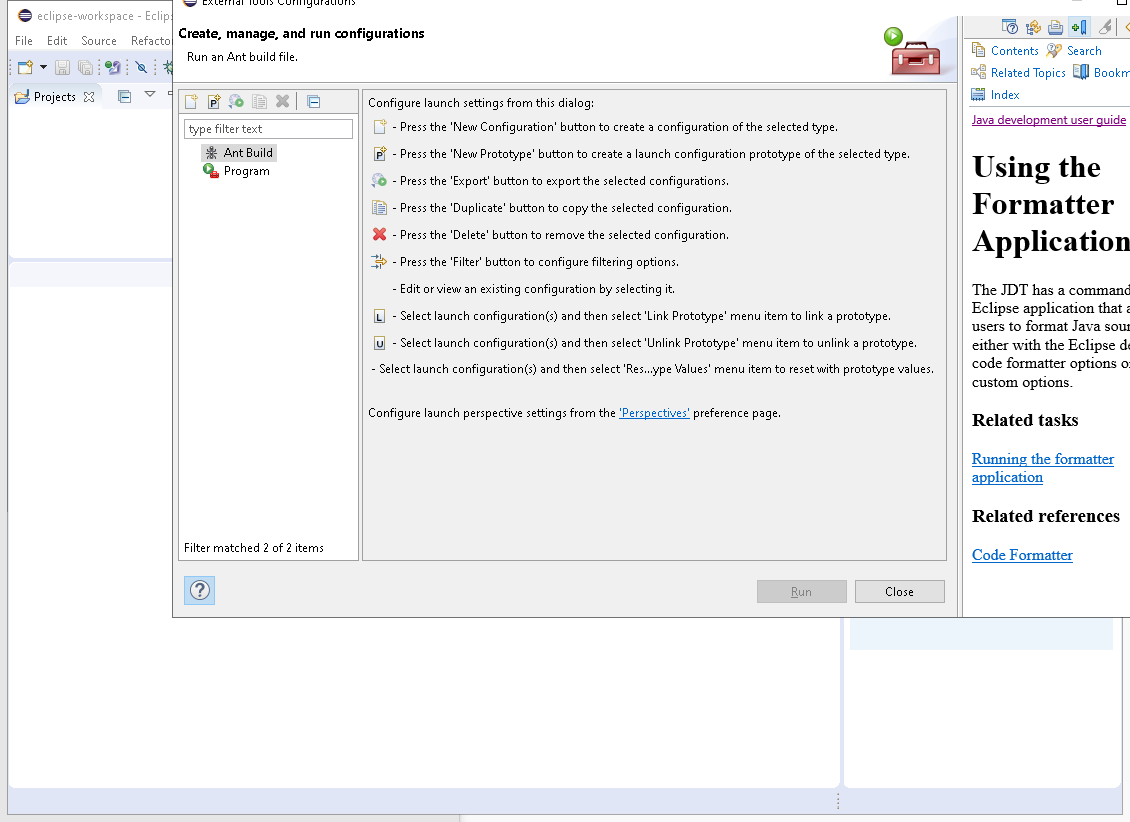 eclipse-workspace - Eclips
External Tools Configurations
File Edit Source Refacto
Projects
Create, manage, and run configurations
Run an Ant build file.
type filter text
Ant Build
Program
Filter matched 2 of 2 items
Configure launch settings from this dialog:
- Press the 'New Configuration' button to create a configuration of the selected type.
P - Press the 'New Prototype' button to create a launch configuration prototype of the selected type.
- Press the 'Export' button to export the selected configurations.
- Press the 'Duplicate' button to copy the selected configuration.
- Press the 'Delete' button to remove the selected configuration.
- Press the 'Filter' button to configure filtering options.
- Edit or view an existing configuration by selecting it.
L - Select launch configuration(s) and then select 'Link Prototype' menu item to link a prototype.
U - Select launch configuration(s) and then select 'Unlink Prototype' menu item to unlink a prototype.
- Select launch configuration(s) and then select 'Res...ype Values' menu item to reset with prototype values.
Configure launch perspective settings from the 'Perspectives' preference page.
Run Close
Contents Search
Related Topics Bookm
Index
Java development user guide
Using the
Formatter
Application
The JDT has a command
Eclipse application that a
users to format Java sour
either with the Eclipse de
code formatter options o
custom options.
Related tasks
Running the formatter
application
Related references
Code Formatter